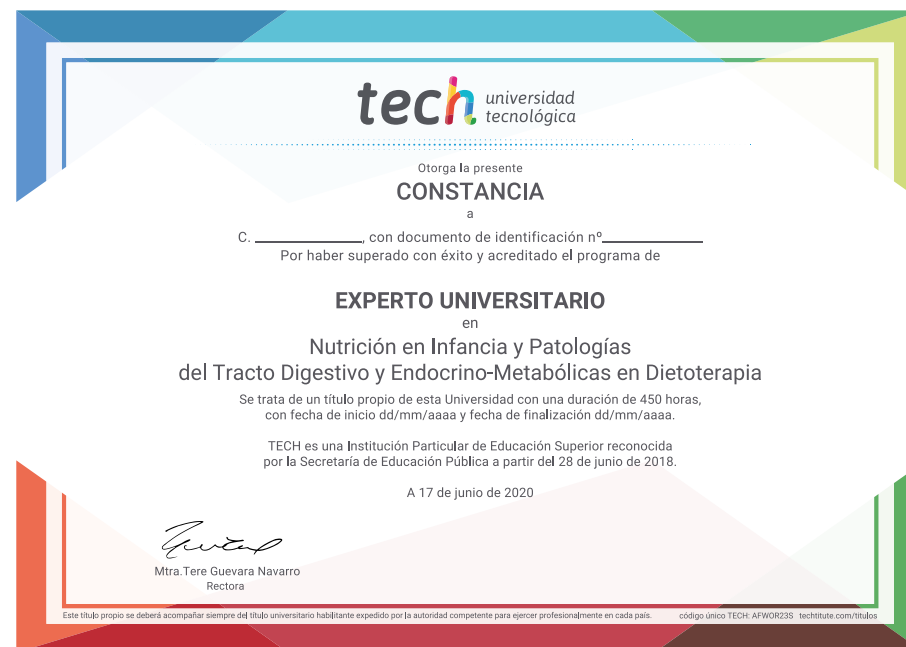 tech universidad
tecnológica
Otorga la presente
CONSTANCIA
a
C. ______________, con documento de identificación nº_____________
Por haber superado con éxito y acreditado el programa de
EXPERTO UNIVERSITARIO
en
Nutrición en Infancia y Patologías
del Tracto Digestivo y Endocrino-Metabólicas en Dietoterapia
Se trata de un título propio de esta Universidad con una duración de 450 horas,
con fecha de inicio dd/mm/aaaa y fecha de finalización dd/mm/aaaa.
TECH es una Institución Particular de Educación Superior reconocida
por la Secretaría de Educación Pública a partir del 28 de junio de 2018.
A 17 de junio de 2020
Mtra.Tere Guevara Navarro
Rectora
Este título propio se deberá acompañar siempre del título universitario habilitante expedido por la autoridad competente para ejercer profesionalmente en cada país. código único TECH: AFWOR23S techtitute.com/titulos